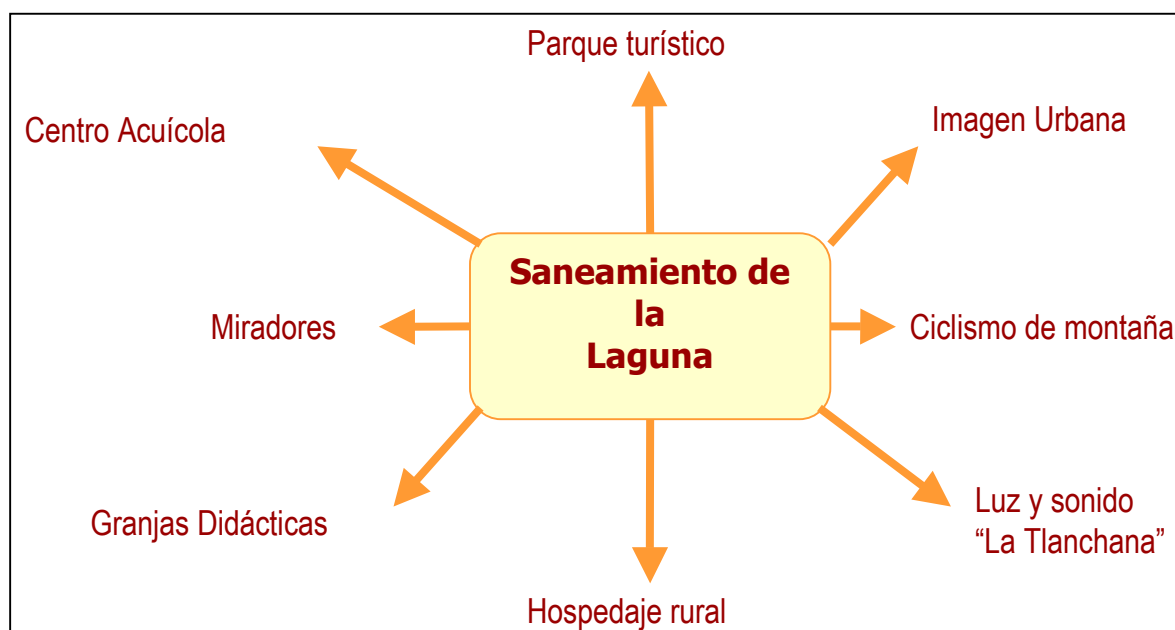 Parque turístico
Centro Acuícola
Imagen Urbana
Saneamiento de
la
Laguna
Miradores
Ciclismo de montaña
Granjas Didácticas
Luz y sonido
“La Tlanchana”
Hospedaje rural